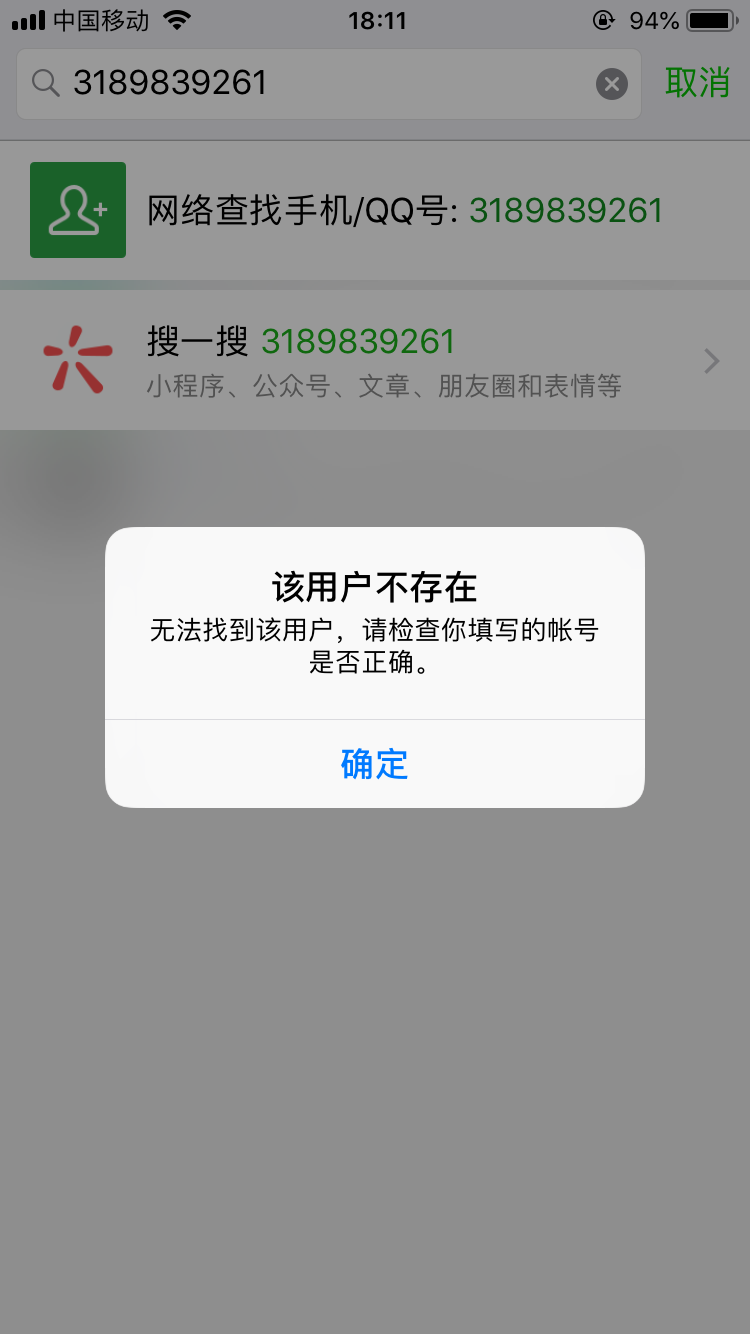 中国移动 18:11 94%
3189839261 取消
网络查找手机/QQ号: 3189839261
搜一搜 3189839261
小程序、公众号、文章、朋友圈和表情等
该用户不存在
无法找到该用户，请检查你填写的帐号
是否正确。
确定